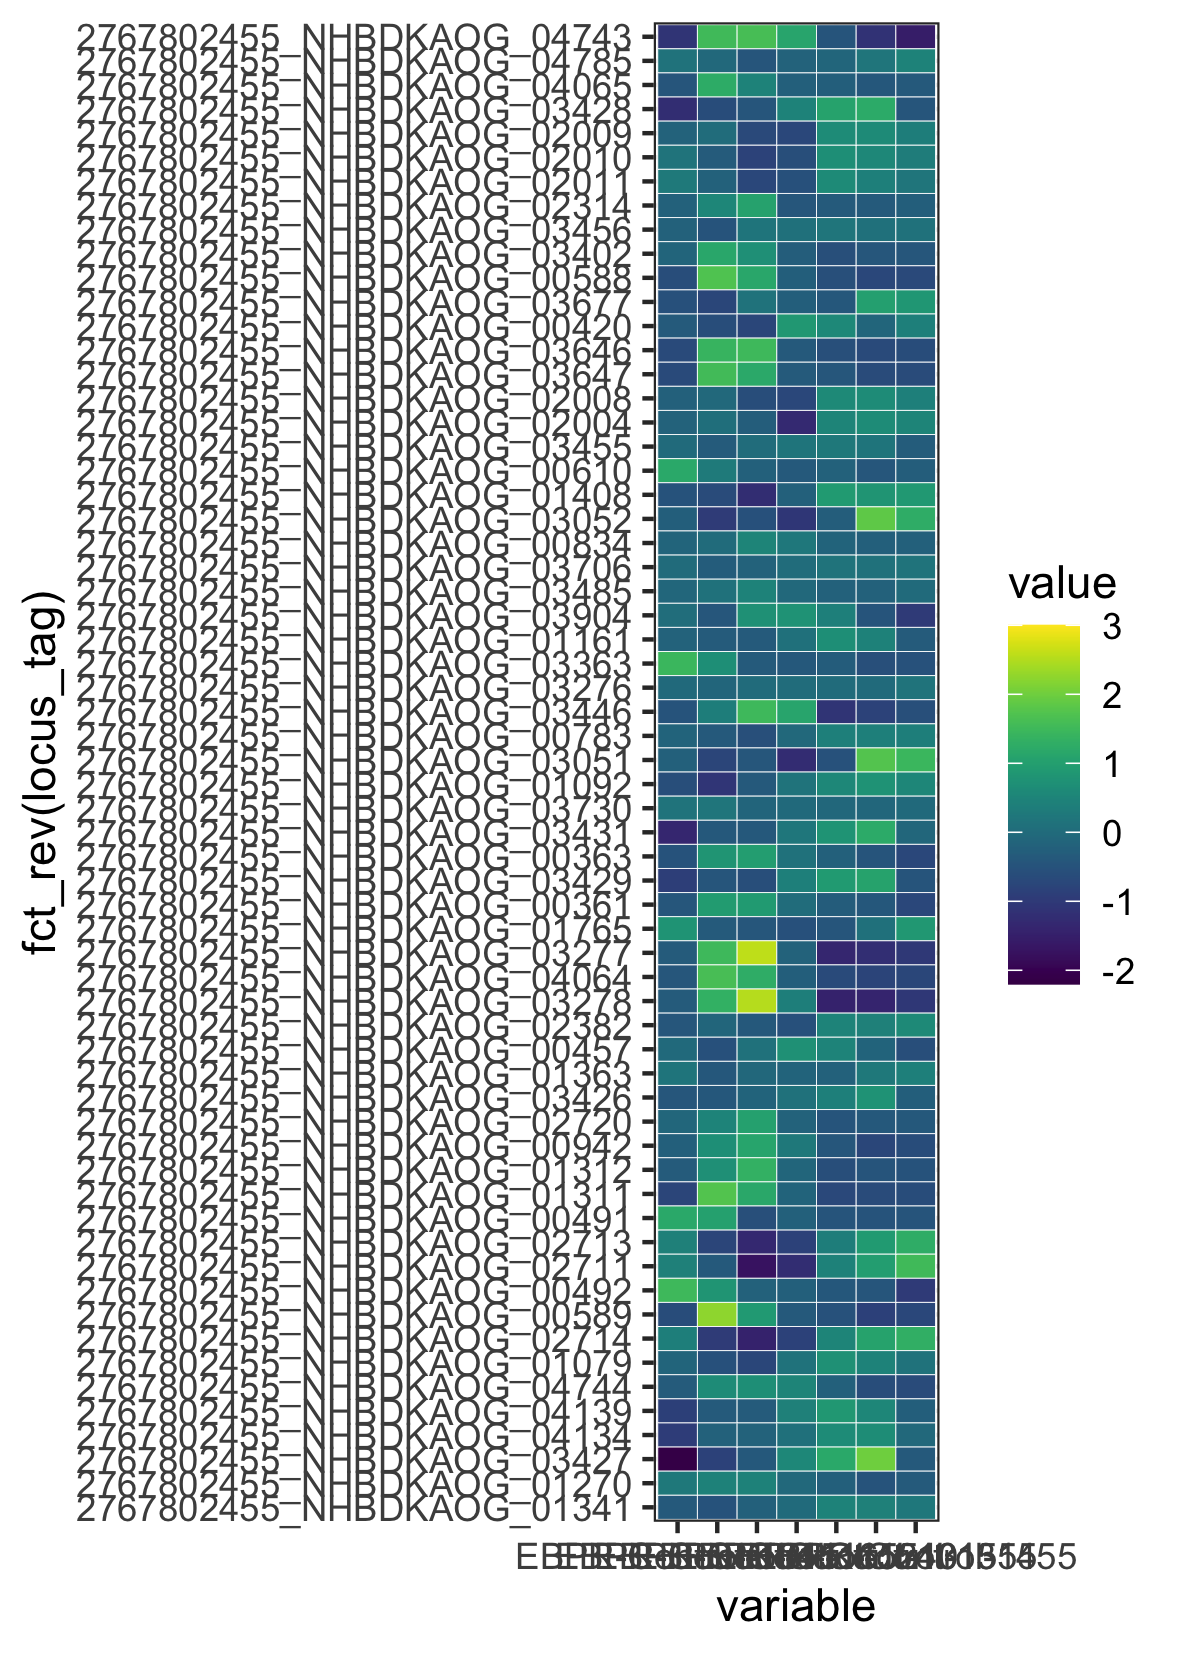 2767802455_NHBDKAOG_04743
2767802455_NHBDKAOG_04785
2767802455_NHBDKAOG_04065
2767802455_NHBDKAOG_03428
2767802455_NHBDKAOG_02009
2767802455_NHBDKAOG_02010
2767802455_NHBDKAOG_02011
2767802455_NHBDKAOG_02314
2767802455_NHBDKAOG_03456
2767802455_NHBDKAOG_03402
2767802455_NHBDKAOG_00588
2767802455_NHBDKAOG_03677
2767802455_NHBDKAOG_00420
2767802455_NHBDKAOG_03646
2767802455_NHBDKAOG_03647
2767802455_NHBDKAOG_02008
2767802455_NHBDKAOG_02004
2767802455_NHBDKAOG_03455
2767802455_NHBDKAOG_00610
2767802455_NHBDKAOG_01408
2767802455_NHBDKAOG_03052
2767802455_NHBDKAOG_00834
2767802455_NHBDKAOG_03706
2767802455_NHBDKAOG_03485
2767802455_NHBDKAOG_03904
2767802455_NHBDKAOG_01161
2767802455_NHBDKAOG_03363
2767802455_NHBDKAOG_03276
2767802455_NHBDKAOG_03446
2767802455_NHBDKAOG_00783
2767802455_NHBDKAOG_03051
2767802455_NHBDKAOG_01092
2767802455_NHBDKAOG_03730
2767802455_NHBDKAOG_03431
2767802455_NHBDKAOG_00363
2767802455_NHBDKAOG_03429
2767802455_NHBDKAOG_00361
2767802455_NHBDKAOG_01765
2767802455_NHBDKAOG_03277
2767802455_NHBDKAOG_04064
2767802455_NHBDKAOG_03278
2767802455_NHBDKAOG_02382
2767802455_NHBDKAOG_00457
2767802455_NHBDKAOG_01363
2767802455_NHBDKAOG_03426
2767802455_NHBDKAOG_02720
2767802455_NHBDKAOG_00942
2767802455_NHBDKAOG_01312
2767802455_NHBDKAOG_01311
2767802455_NHBDKAOG_00491
2767802455_NHBDKAOG_02713
2767802455_NHBDKAOG_02711
2767802455_NHBDKAOG_00492
2767802455_NHBDKAOG_00589
2767802455_NHBDKAOG_02714
2767802455_NHBDKAOG_01079
2767802455_NHBDKAOG_04744
2767802455_NHBDKAOG_04139
2767802455_NHBDKAOG_04134
2767802455_NHBDKAOG_03427
2767802455_NHBDKAOG_01270
2767802455_NHBDKAOG_01341
fct_rev(locus_tag)
variable
value
3
2
1
0
-1
-2